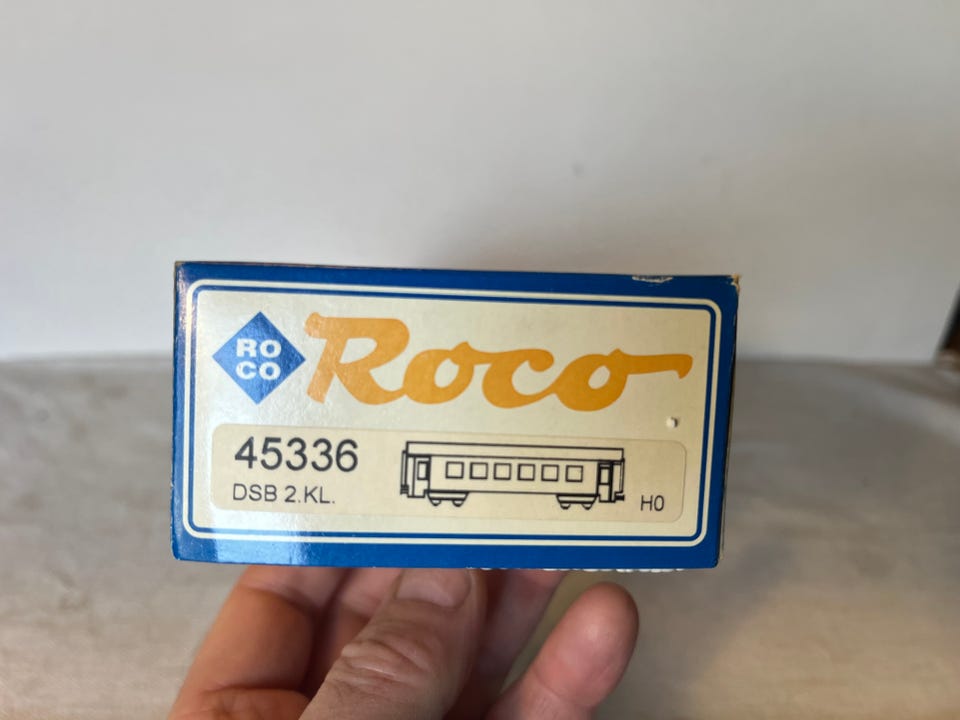 RO
CO
Roco
45336
DSB 2.KL.
H0